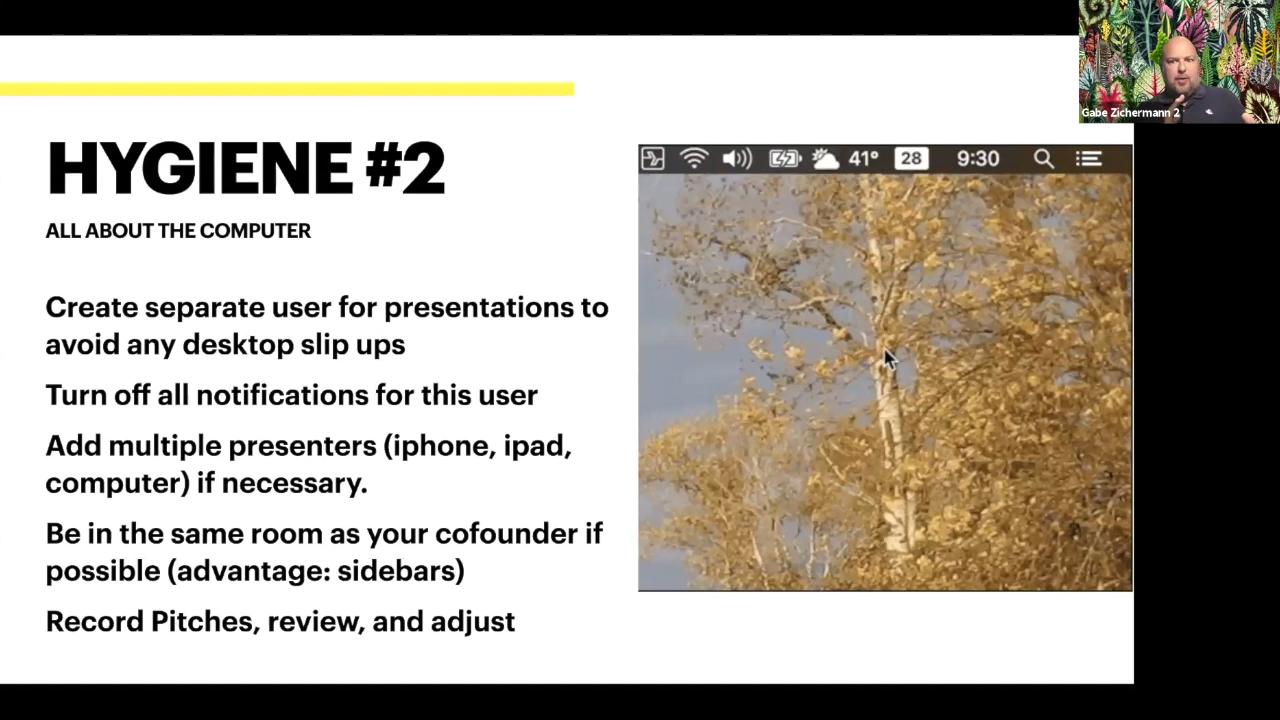 Gabe Zichermann 2
HYGIENE #2
ALL ABOUT THE COMPUTER
Create separate user for presentations to
avoid any desktop slip ups
Turn off all notifications for this user
Add multiple presenters (iphone, ipad,
computer) if necessary.
Be in the same room as your cofounder if
possible (advantage: sidebars)
Record Pitches, review, and adjust
41° 28 9:30